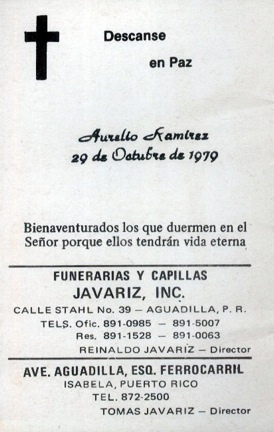 Descanse
en Paz
Aurelio Ramirez
29 de Octubre de 1979
Bienaventurados los que duermen en el
Señor porque ellos tendrán vida eterna
FUNERARIAS Y CAPILLAS
JAVARIZ, INC.
CALLE STAHL No. 39 — AGUADILLA, P. R.
TELS. Ofic. 891-0985 — 891-5007
Res. 891-1528 — 891-0063
REINALDO JAVARIZ — Director
AVE. AGUADILLA, ESQ. FERROCARRIL
ISABELA, PUERTO RICO
TEL. 872-2500
TOMAS JAVARIZ — Director